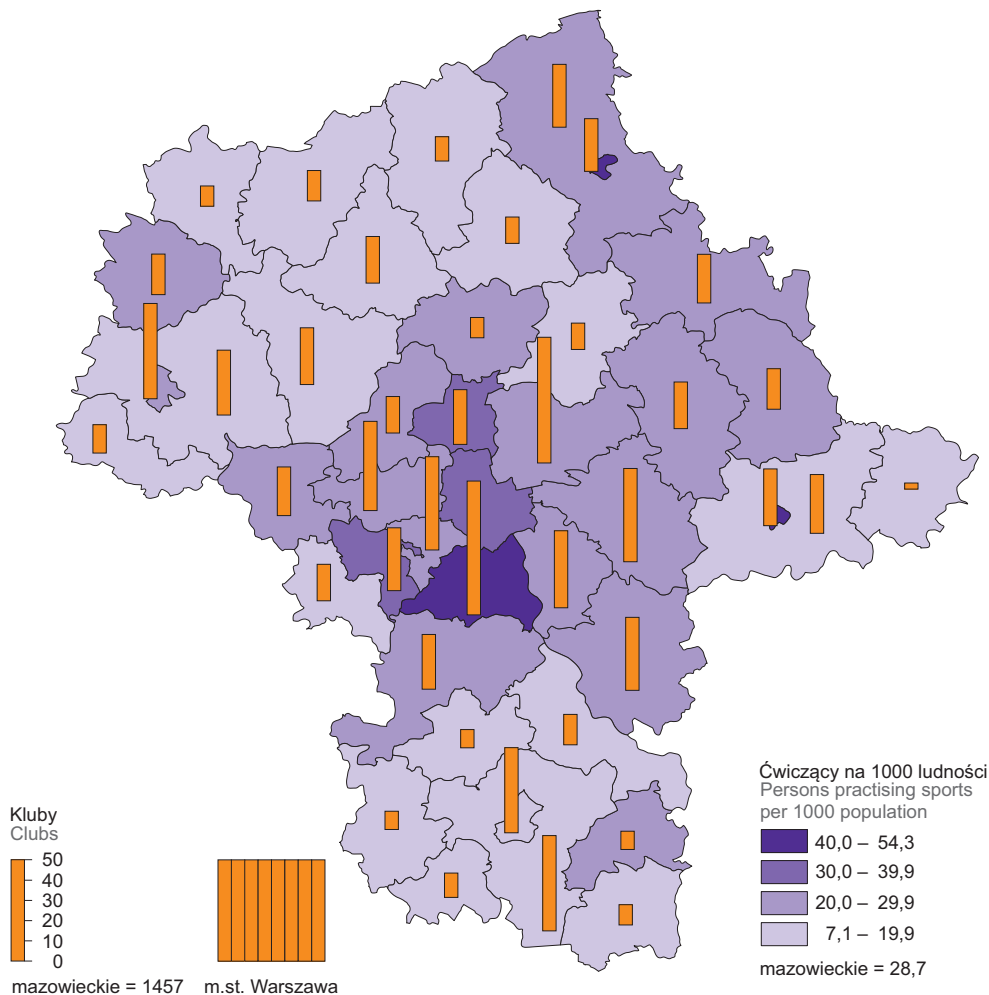 Kluby
Clubs
50
40
30
20
10
0
mazowieckie = 1457
m.st. Warszawa
Ćwiczący na 1000 ludności
Persons practising sports
per 1000 population
40,0 – 54,3
30,0 – 39,9
20,0 – 29,9
7,1 – 19,9
mazowieckie = 28,7